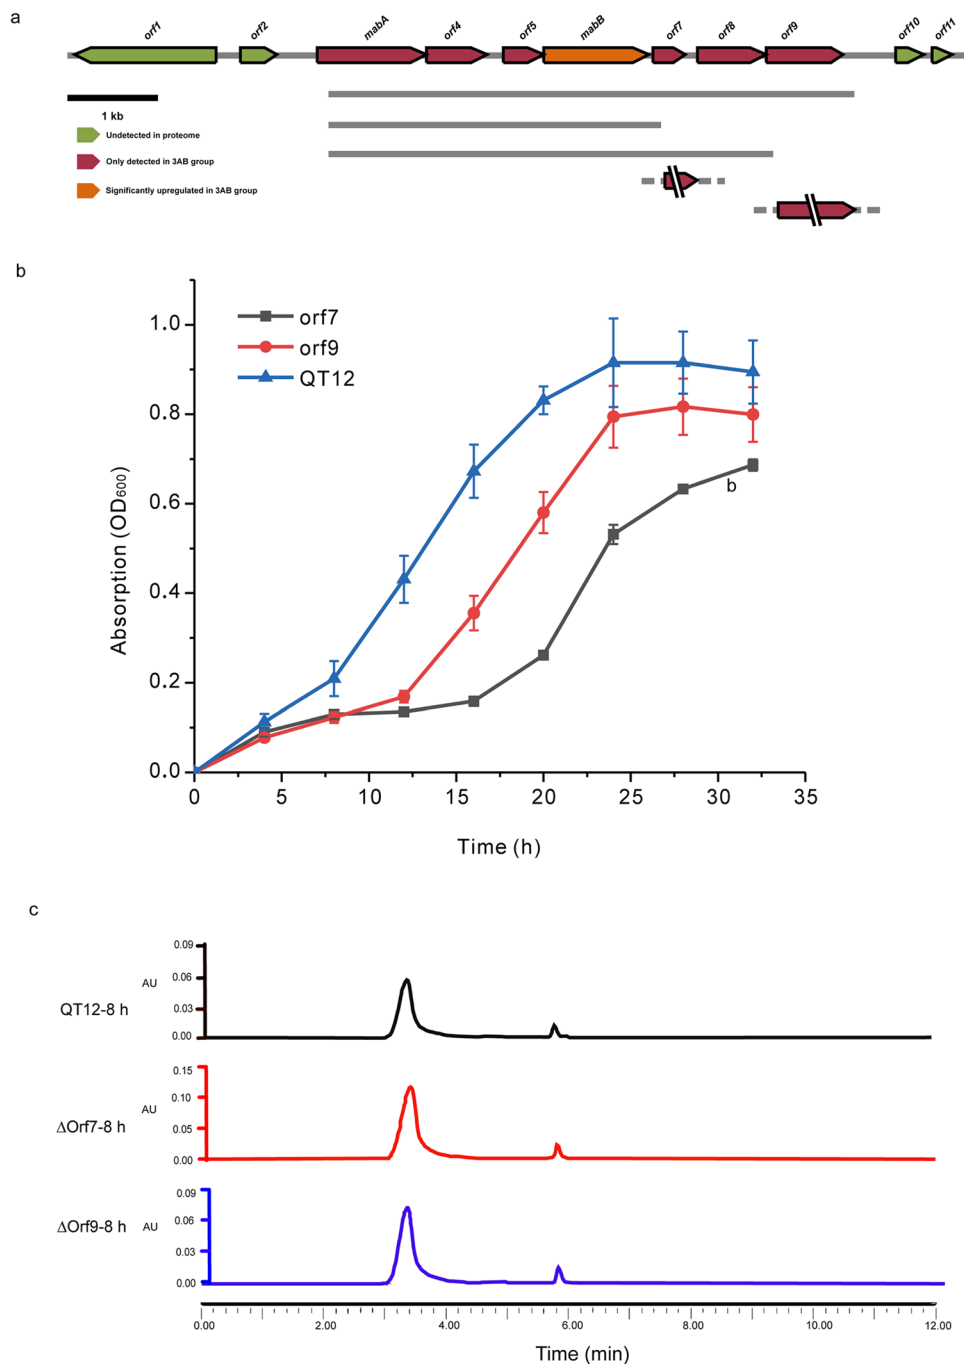 a
orf1 orf2 mabA orf4 orf5 mabB orf7 orf8 orf9 orf10 orf11
1 kb
Undetected in proteome
Only detected in 3AB group
Significantly upregulated in 3AB group
b
orf7
orf9
QT12
1.0
0.8
0.6
0.4
0.2
0.0
Absorption (OD600)
b
0 5 10 15 20 25 30 35
Time (h)
c
QT12-8 h
AU
0.09
0.06
0.03
0.00
ΔOrf7-8 h
AU
0.15
0.10
0.05
0.00
ΔOrf9-8 h
AU
0.09
0.06
0.03
0.00
0.00 2.00 4.00 6.00 8.00 10.00 12.00
Time (min)